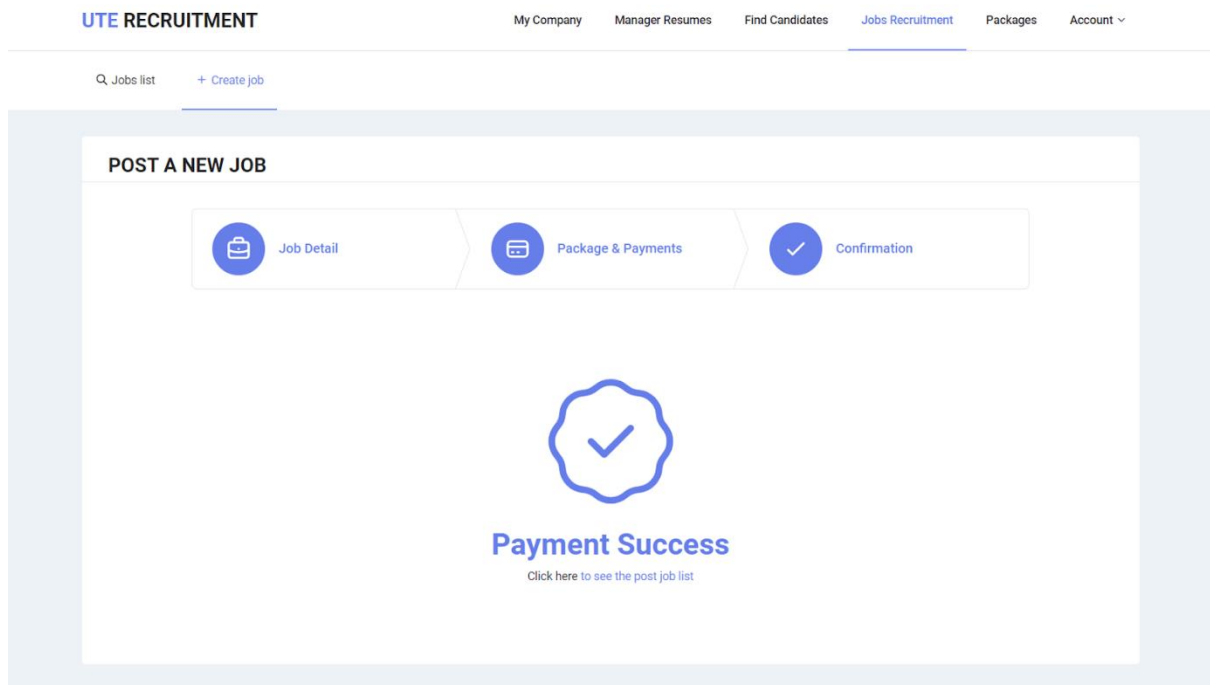 UTE RECRUITMENT My Company Manager Resumes Find Candidates Jobs Recruitment Packages Account
Jobs list + Create job
POST A NEW JOB
Job Detail Package & Payments Confirmation
Payment Success
Click here to see the post job list